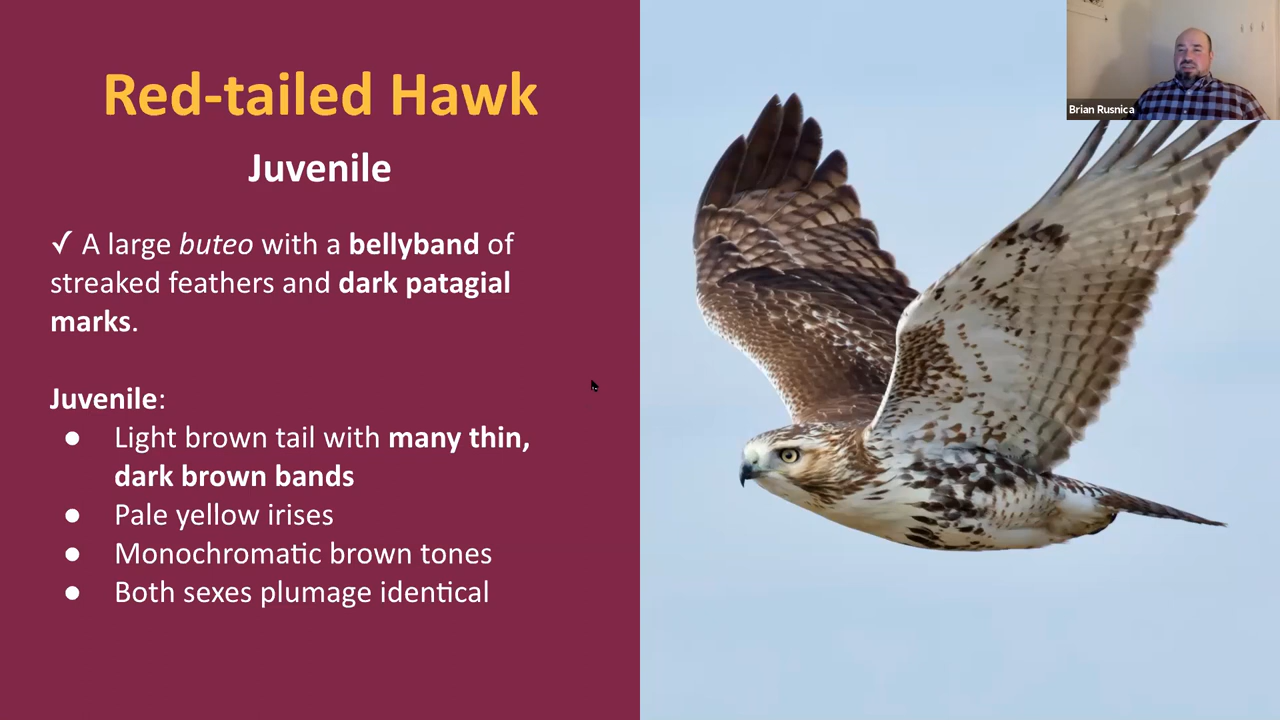 Red-tailed Hawk
Juvenile
✓ A large buteo with a bellyband of
streaked feathers and dark patagial
marks.
Juvenile:
● Light brown tail with many thin,
dark brown bands
● Pale yellow irises
● Monochromatic brown tones
● Both sexes plumage identical
Brian Rusnica